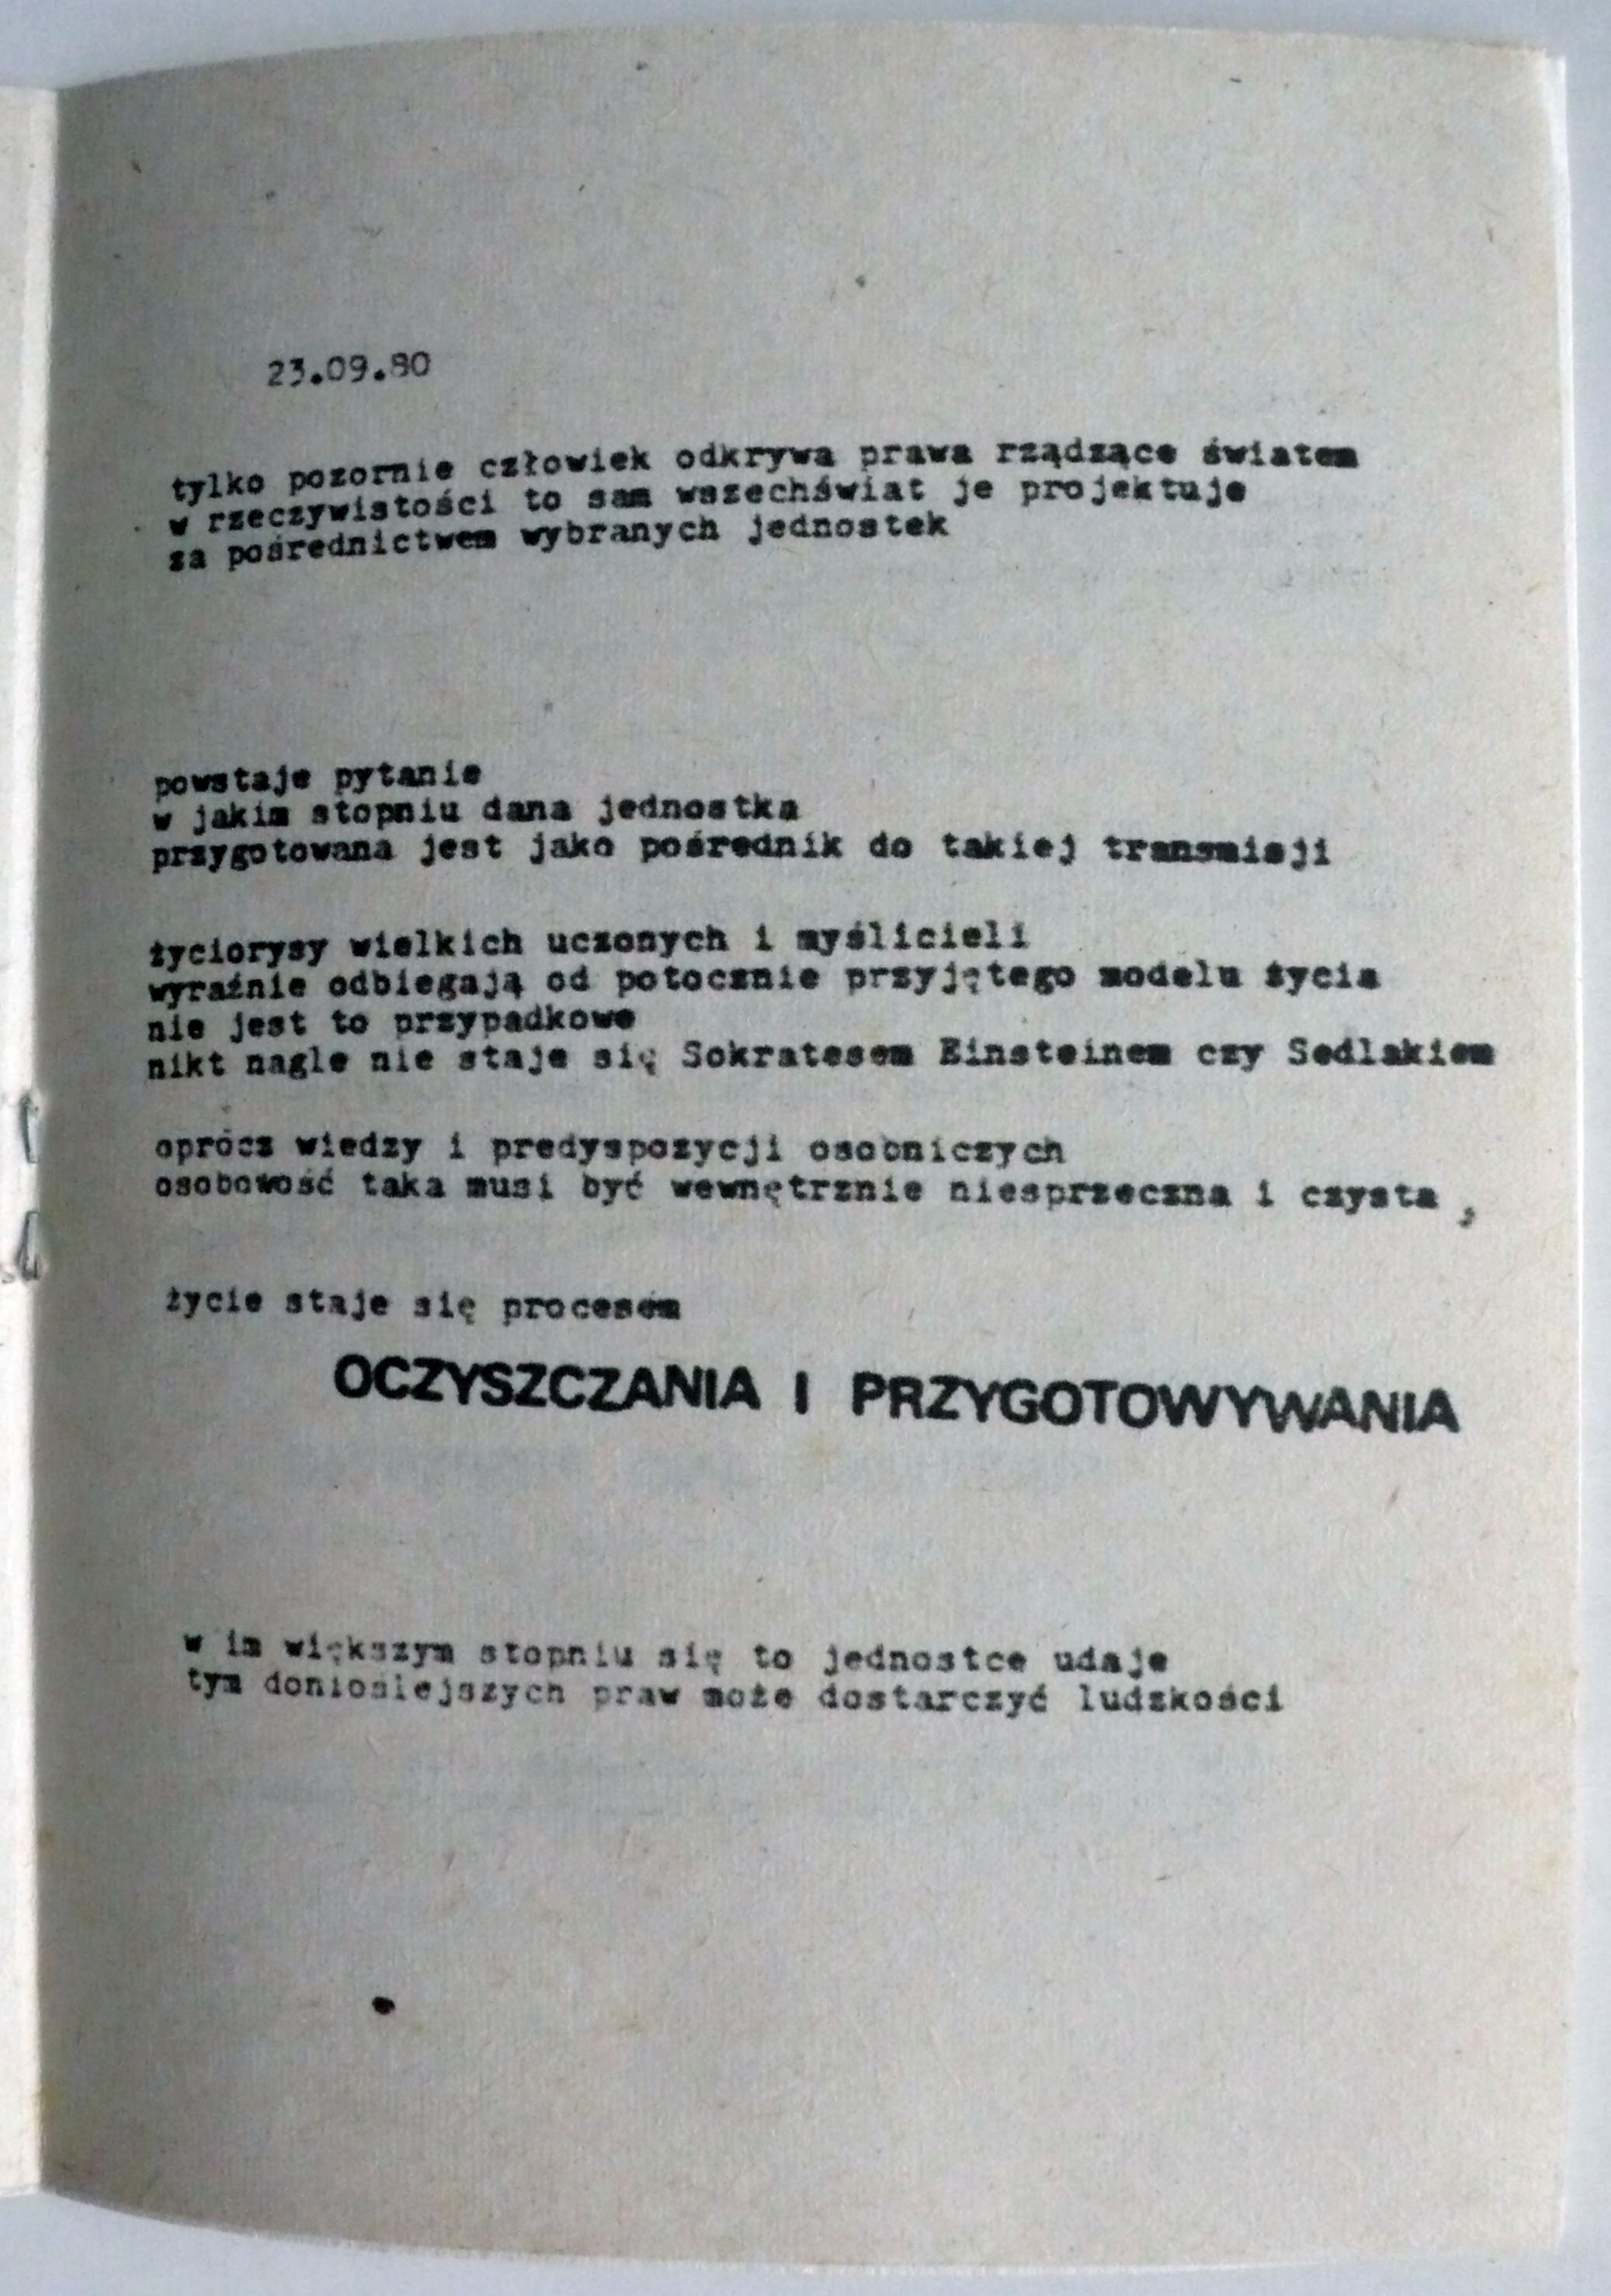 23.09.80
tylko pozornie człowiek odkrywa prawa rządzące światem
w rzeczywistości to sam wszechświat je projektuje
za pośrednictwem wybranych jednostek
powstaje pytanie
w jakim stopniu dana jednostka
przygotowana jest jako pośrednik do takiej transmisji
życiorysy wielkich uczonych i myślicieli
wyraźnie odbiegają od potocznie przyjętego modelu życia
nie jest to przypadkowe
nikt nagle nie staje się Sokratesem Einsteinem czy Sedlakiem
oprócz wiedzy i predyspozycji osobniczych
osobowość taka musi być wewnętrznie niesprzeczna i czysta ,
życie staje się procesem
OCZYSZCZANIA I PRZYGOTOWYWANIA
w im większym stopniu się to jednostce udaje
tym donioślejszych praw może dostarczyć ludzkości